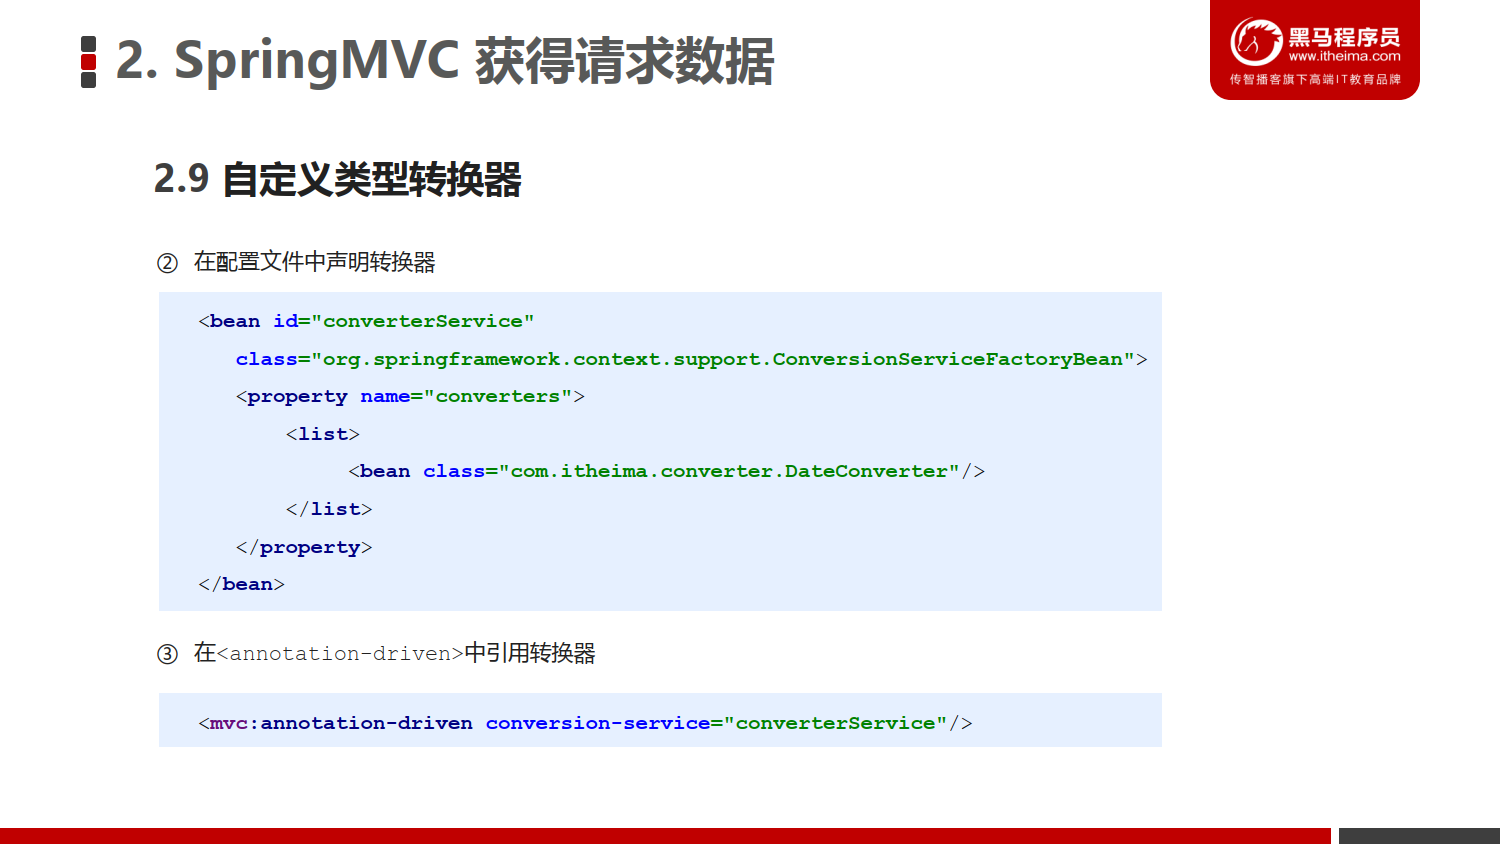 2. SpringMVC 获得请求数据
黑马程序员
www.itheima.com
传智播客旗下高端IT教育品牌
2.9 自定义类型转换器
② 在配置文件中声明转换器
<bean id="converterService"
class="org.springframework.context.support.ConversionServiceFactoryBean">
<property name="converters">
<list>
<bean class="com.itheima.converter.DateConverter"/>
</list>
</property>
</bean>
③ 在<annotation-driven>中引用转换器
<mvc:annotation-driven conversion-service="converterService"/>